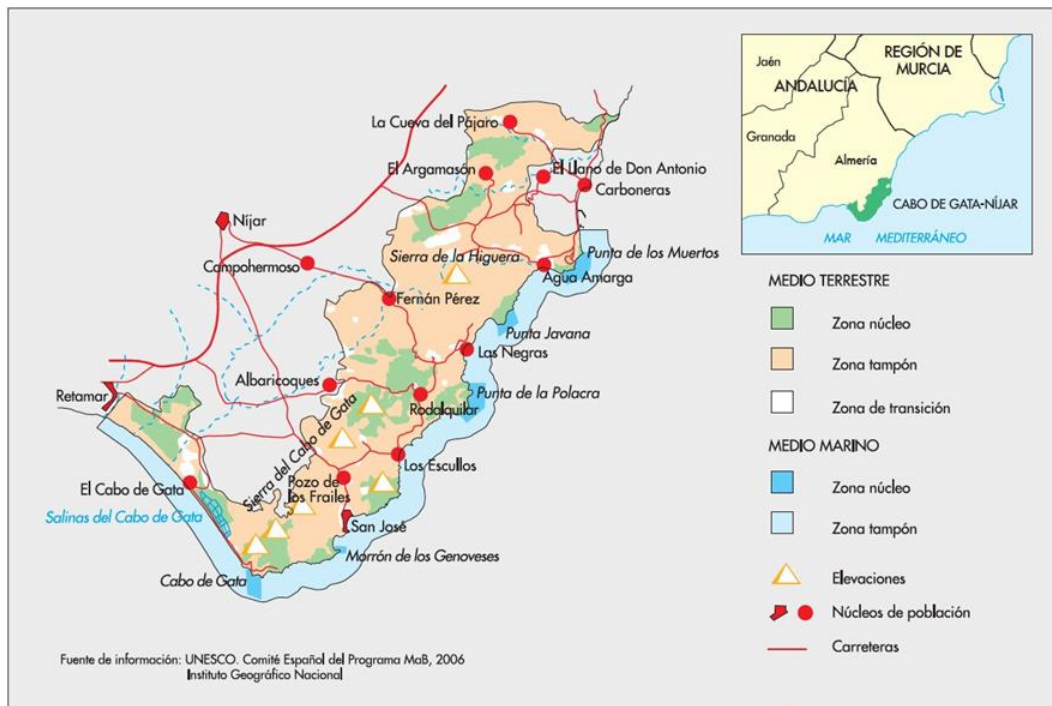 La Cueva del Pájaro
El Argamasón
El Llano de Don Antonio
Carboneras
Níjar
Campohermoso
Sierra de la Higuera
Punta de los Muertos
Agua Amarga
Fernán Pérez
Punta Javana
Las Negras
Albaricoques
Punta de la Polacra
Retamar
Rodalquilar
Sierra del Cabo de Gata
Los Escullos
El Cabo de Gata
Pozo de
los Frailes
Salinas del Cabo de Gata
San José
Morrón de los Genoveses
Cabo de Gata
Fuente de información: UNESCO. Comité Español del Programa MaB, 2006
Instituto Geográfico Nacional
Jaén
ANDALUCÍA
REGIÓN DE
MURCIA
Granada
Almería
CABO DE GATA-NÍJAR
MAR MEDITERRÁNEO
MEDIO TERRESTRE
Zona núcleo
Zona tampón
Zona de transición
MEDIO MARINO
Zona núcleo
Zona tampón
Elevaciones
Núcleos de población
Carreteras